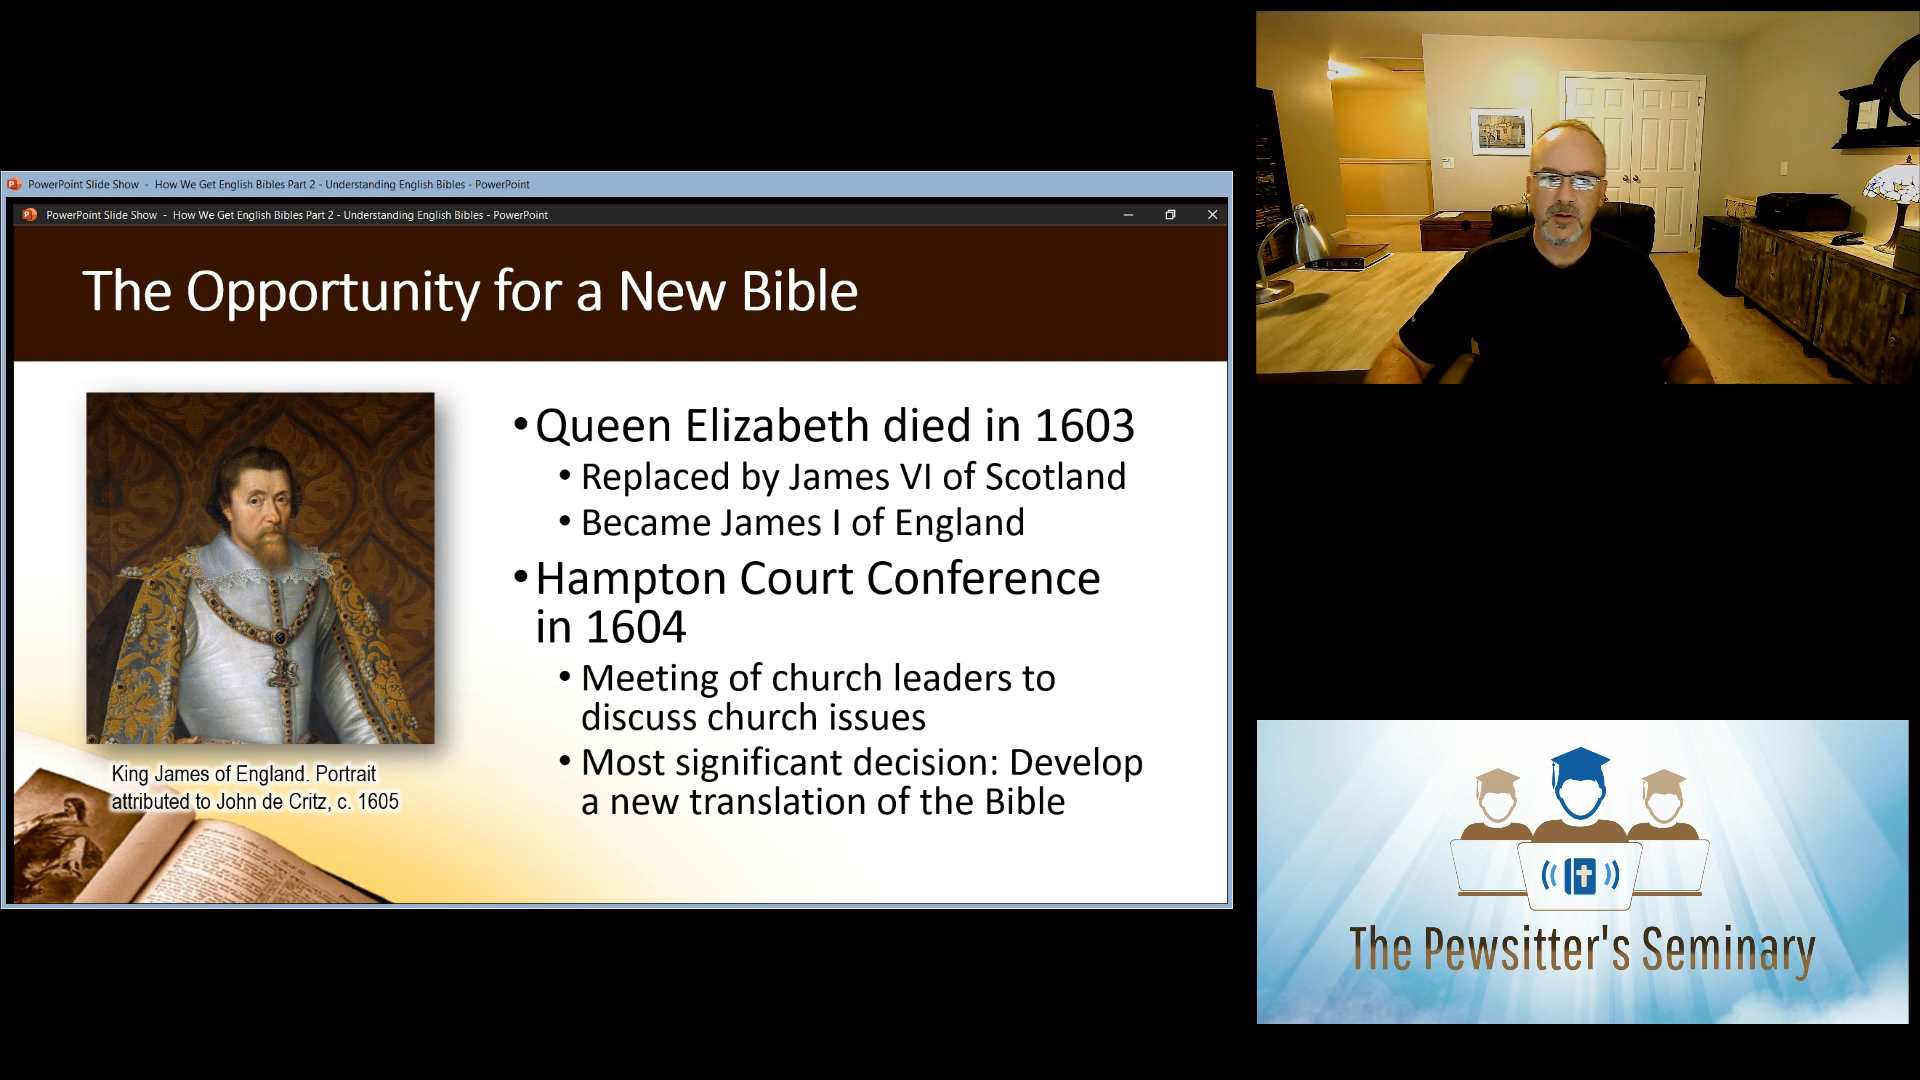 PowerPoint Slide Show - How We Get English Bibles Part 2 - Understanding English Bibles - PowerPoint
PowerPoint Slide Show - How We Get English Bibles Part 2 - Understanding English Bibles - PowerPoint
The Opportunity for a New Bible
• Queen Elizabeth died in 1603
• Replaced by James VI of Scotland
• Became James I of England
• Hampton Court Conference
in 1604
• Meeting of church leaders to
discuss church issues
• Most significant decision: Develop
a new translation of the Bible
King James of England. Portrait
attributed to John de Critz, c. 1605
The Pewsitter's Seminary